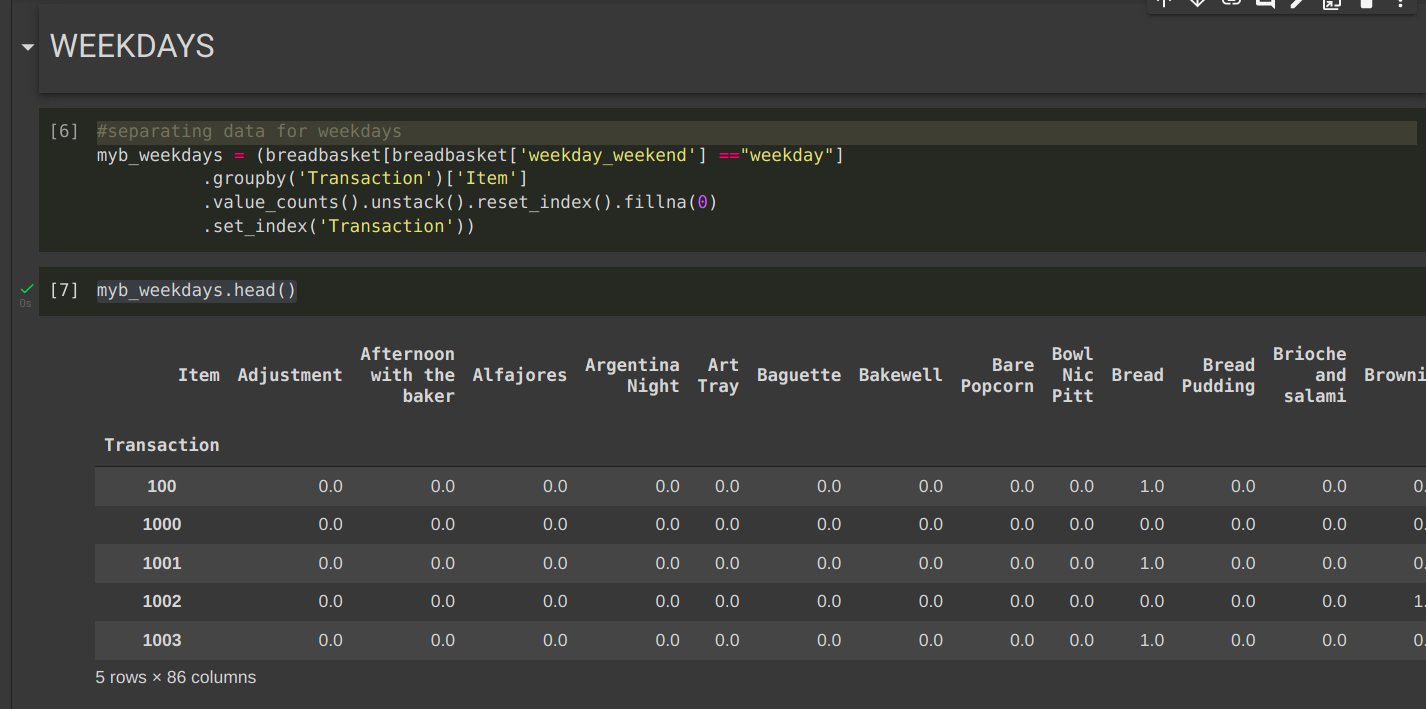 WEEKDAYS
[6] #separating data for weekdays
myb_weekdays = (breadbasket[breadbasket['weekday_weekend'] =="weekday"]
.groupby('Transaction')['Item']
.value_counts().unstack().reset_index().fillna(0)
.set_index('Transaction'))
[7] myb_weekdays.head()
0s
Item Adjustment Afternoon with the baker Alfajores Argentina Night Art Tray Baguette Bakewell Bare Popcorn Bowl Nic Pitt Bread Bread Pudding Brioche and salami Browni
Transaction
100 0.0 0.0 0.0 0.0 0.0 0.0 0.0 0.0 0.0 1.0 0.0 0.0 0.
1000 0.0 0.0 0.0 0.0 0.0 0.0 0.0 0.0 0.0 0.0 0.0 0.0 0.
1001 0.0 0.0 0.0 0.0 0.0 0.0 0.0 0.0 0.0 1.0 0.0 0.0 0.
1002 0.0 0.0 0.0 0.0 0.0 0.0 0.0 0.0 0.0 0.0 0.0 0.0 1.
1003 0.0 0.0 0.0 0.0 0.0 0.0 0.0 0.0 0.0 1.0 0.0 0.0 0.
5 rows × 86 columns